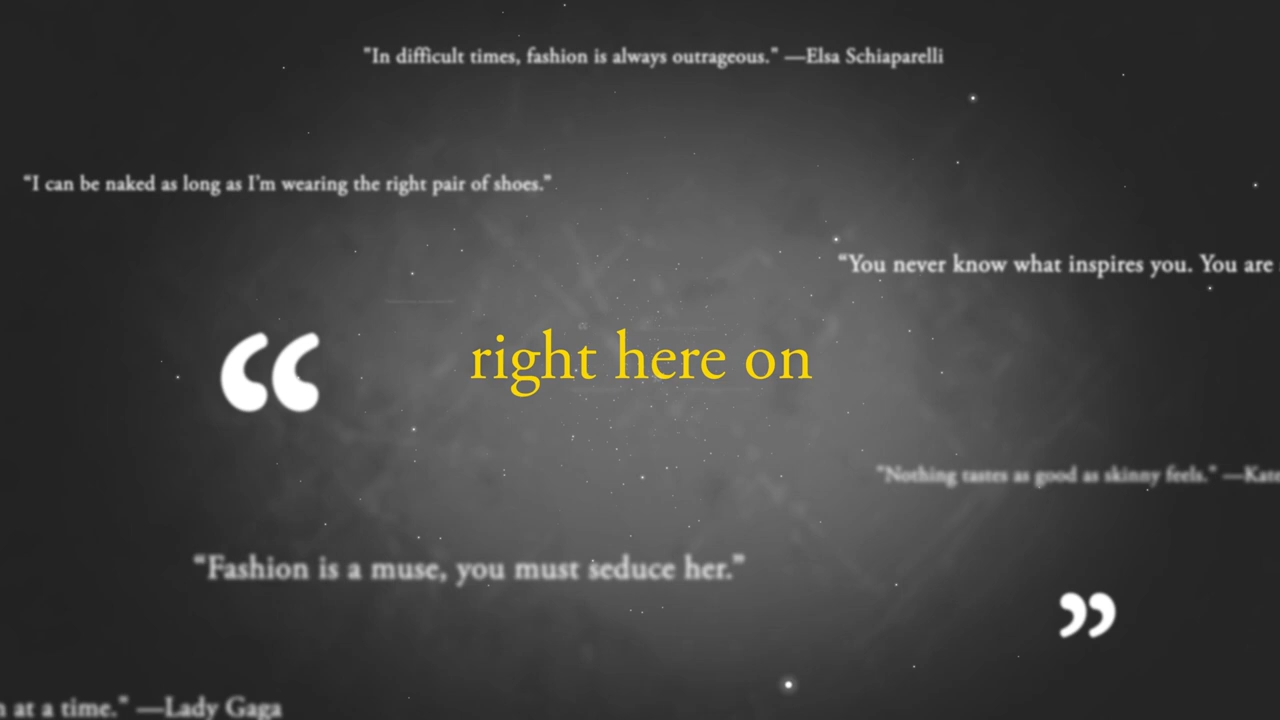 "In difficult times, fashion is always outrageous." —Elsa Schiaparelli
"I can be naked as long as I'm wearing the right pair of shoes."
"You never know what inspires you. You are
“
right here on
"Nothing tastes as good as skinny feels." —Kate
"Fashion is a muse, you must seduce her."
”
at a time." —Lady Gaga